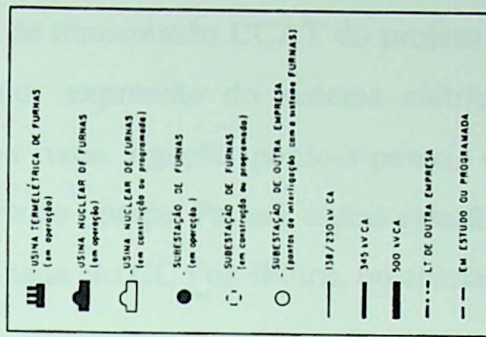 USINA TERMELÉTRICA DE FURNAS
(em operação)
USINA NUCLEAR DE FURNAS
(em operação)
USINA NUCLEAR DE FURNAS
(em construção ou programada)
SUBESTAÇÃO DE FURNAS
(em operação)
SUBESTAÇÃO DE FURNAS
(em construção ou programada)
SUBESTAÇÃO DE OUTRA EMPRESA
(pontos de interligação com o sistema FURNAS)
138/230 kV CA
345 kV CA
500 kV CA
LT DE OUTRA EMPRESA
EM ESTUDO OU PROGRAMADA